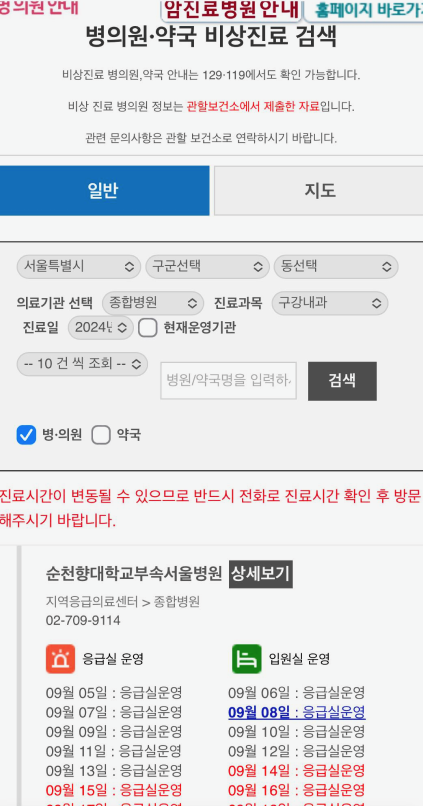 병의원 안내
암진료병원 안내
홈페이지 바로가
병의원·약국 비상진료 검색
비상진료 병의원,약국 안내는 129·119에서도 확인 가능합니다.
비상 진료 병의원 정보는 관할보건소에서 제출한 자료입니다.
관련 문의사항은 관할 보건소로 연락하시기 바랍니다.
일반 지도
서울특별시 구군선택 동선택
의료기관 선택 종합병원 진료과목 구강내과
진료일 2024년 현재운영기관
-- 10 건 씩 조회 --
병원/약국명을 입력하 검색
병·의원 약국
진료시간이 변동될 수 있으므로 반드시 전화로 진료시간 확인 후 방문
해주시기 바랍니다.
순천향대학교부속서울병원 상세보기
지역응급의료센터 > 종합병원
02-709-9114
응급실 운영 입원실 운영
09월 05일 : 응급실운영 09월 06일 : 응급실운영
09월 07일 : 응급실운영 09월 08일 : 응급실운영
09월 09일 : 응급실운영 09월 10일 : 응급실운영
09월 11일 : 응급실운영 09월 12일 : 응급실운영
09월 13일 : 응급실운영 09월 14일 : 응급실운영
09월 15일 : 응급실운영 09월 16일 : 응급실운영